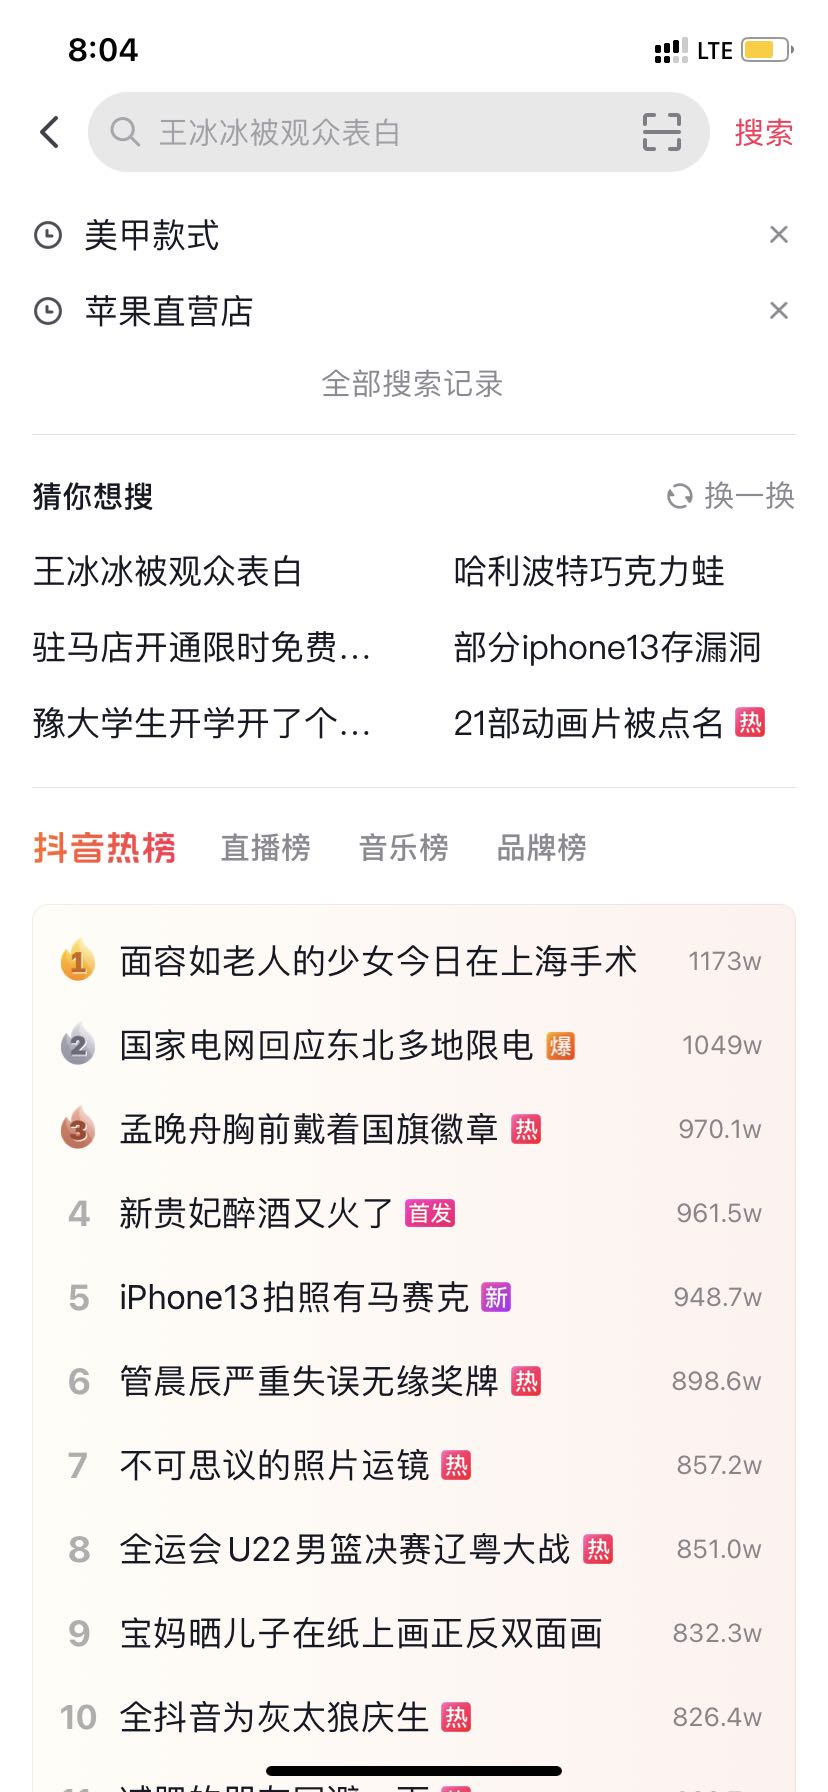 8:04 LTE
王冰冰被观众表白 搜索
美甲款式
苹果直营店
全部搜索记录
猜你想搜 换一换
王冰冰被观众表白 哈利波特巧克力蛙
驻马店开通限时免费... 部分iphone13存漏洞
豫大学生开学开了个... 21部动画片被点名 热
抖音热榜 直播榜 音乐榜 品牌榜
1 面容如老人的少女今日在上海手术 1173w
2 国家电网回应东北多地限电 爆 1049w
3 孟晚舟胸前戴着国旗徽章 热 970.1w
4 新贵妃醉酒又火了 首发 961.5w
5 iPhone13拍照有马赛克 新 948.7w
6 管晨辰严重失误无缘奖牌 热 898.6w
7 不可思议的照片运镜 热 857.2w
8 全运会U22男篮决赛辽粤大战 热 851.0w
9 宝妈晒儿子在纸上画正反双面画 832.3w
10 全抖音为灰太狼庆生 热 826.4w